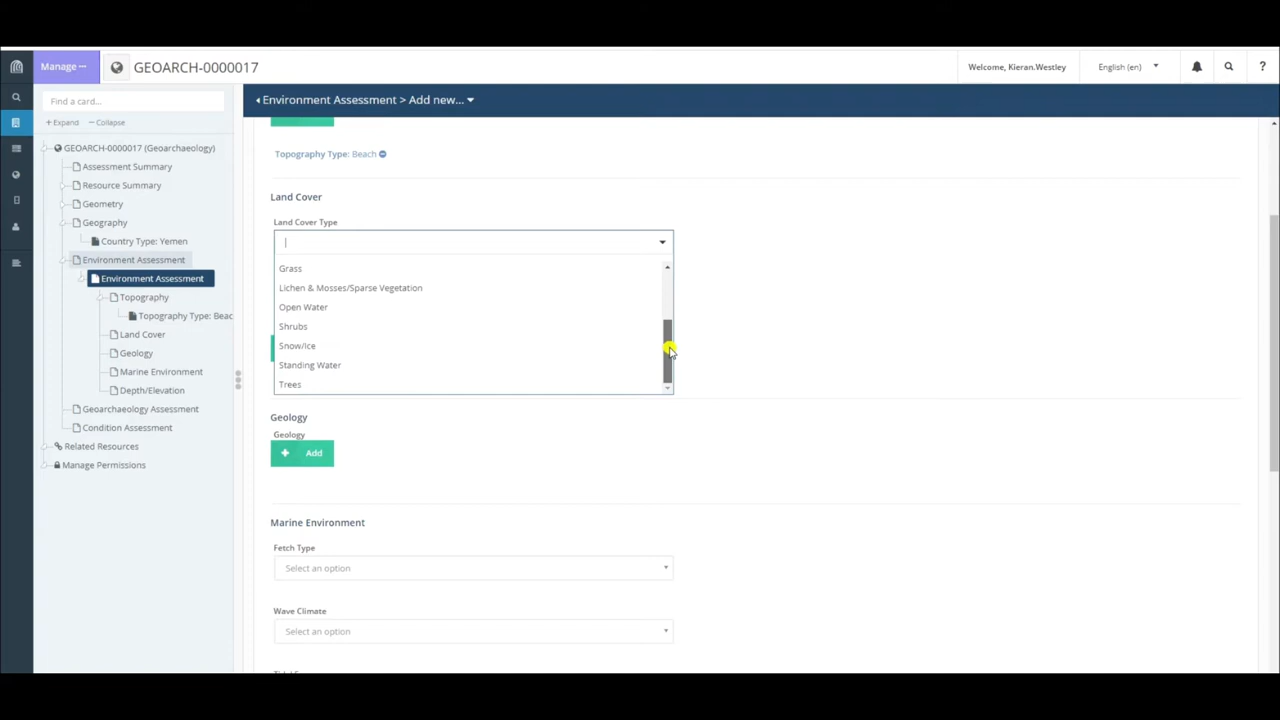 Manage ···
GEOARCH-0000017
Welcome, Kieran.Westley
English (en)
?
Find a card...
+ Expand − Collapse
GEOARCH-0000017 (Geoarchaeology)
Assessment Summary
Resource Summary
Geometry
Geography
Country Type: Yemen
Environment Assessment
Environment Assessment
Topography
Topography Type: Beac
Land Cover
Geology
Marine Environment
Depth/Elevation
Geoarchaeology Assessment
Condition Assessment
Related Resources
Manage Permissions
Environment Assessment > Add new...
Topography Type: Beach
Land Cover
Land Cover Type
Grass
Lichen & Mosses/Sparse Vegetation
Open Water
Shrubs
Snow/Ice
Standing Water
Trees
Geology
Geology
+ Add
Marine Environment
Fetch Type
Select an option
Wave Climate
Select an option